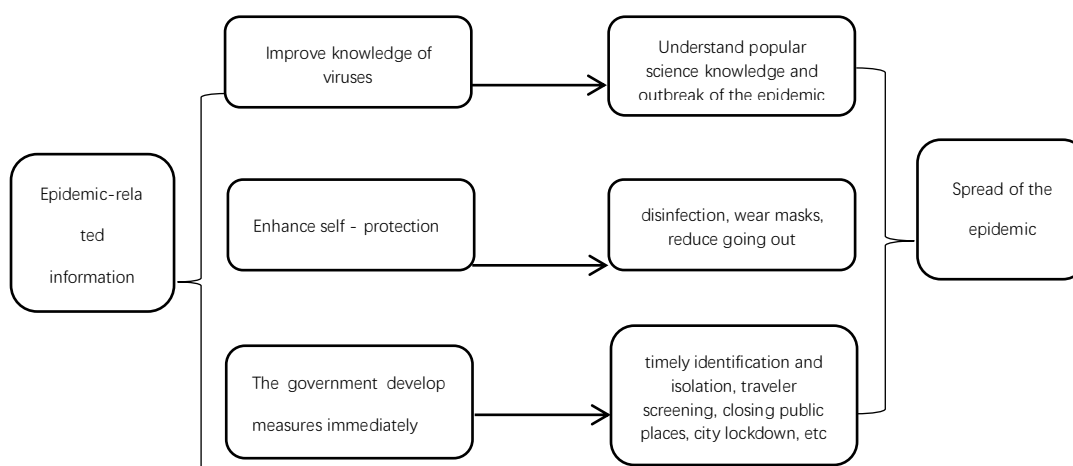 Improve knowledge of
viruses
Understand popular
science knowledge and
outbreak of the epidemic
Epidemic-rela
ted
information
Enhance self - protection
disinfection, wear masks,
reduce going out
Spread of the
epidemic
The government develop
measures immediately
timely identification and
isolation, traveler
screening, closing public
places, city lockdown, etc